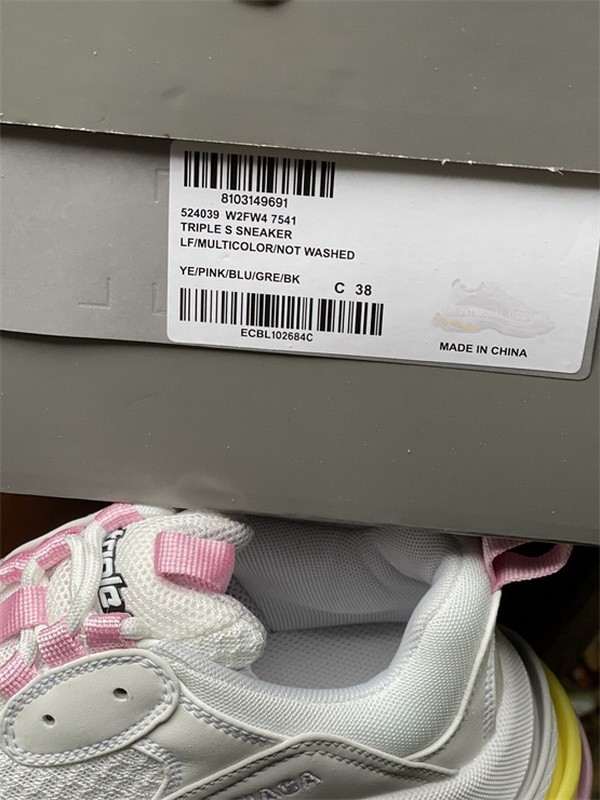 8103149691
524039 W2FW4 7541
TRIPLE S SNEAKER
LF/MULTICOLOR/NOT WASHED
YE/PINK/BLU/GRE/BK
C 38
ECBL102684C
MADE IN CHINA